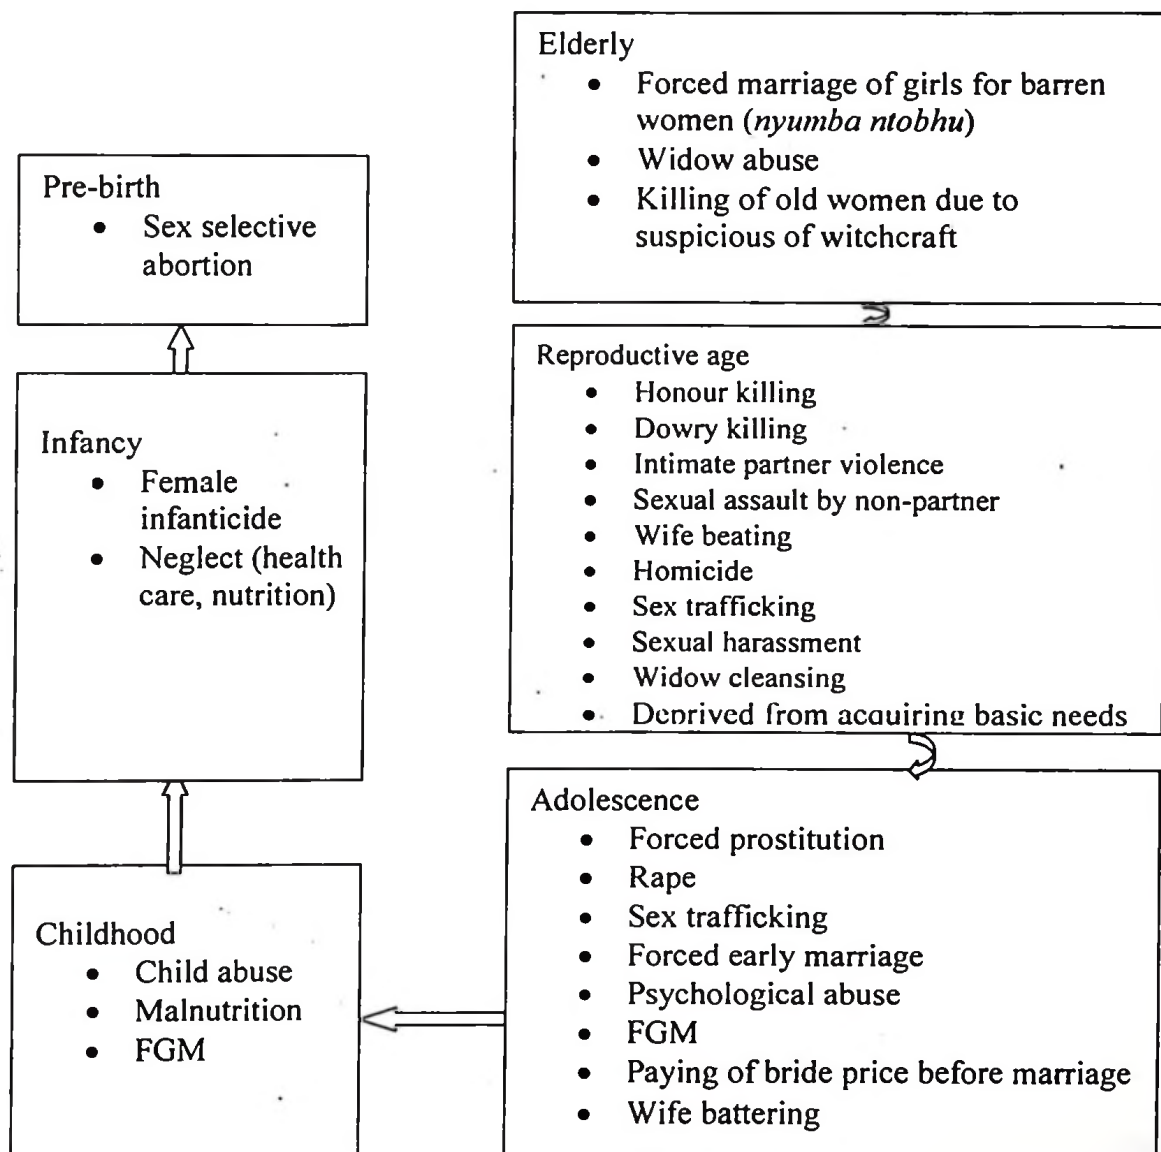 Pre-birth
• Sex selective
abortion
Infancy
• Female
infanticide
• Neglect (health
care, nutrition)
Childhood
• Child abuse
• Malnutrition
• FGM
Elderly
• Forced marriage of girls for barren
women (nyumba ntobhu)
• Widow abuse
• Killing of old women due to
suspicious of witchcraft
Reproductive age
• Honour killing
• Dowry killing
• Intimate partner violence
• Sexual assault by non-partner
• Wife beating
• Homicide
• Sex trafficking
• Sexual harassment
• Widow cleansing
• Deprived from acquiring basic needs
Adolescence
• Forced prostitution
• Rape
• Sex trafficking
• Forced early marriage
• Psychological abuse
• FGM
• Paying of bride price before marriage
• Wife battering